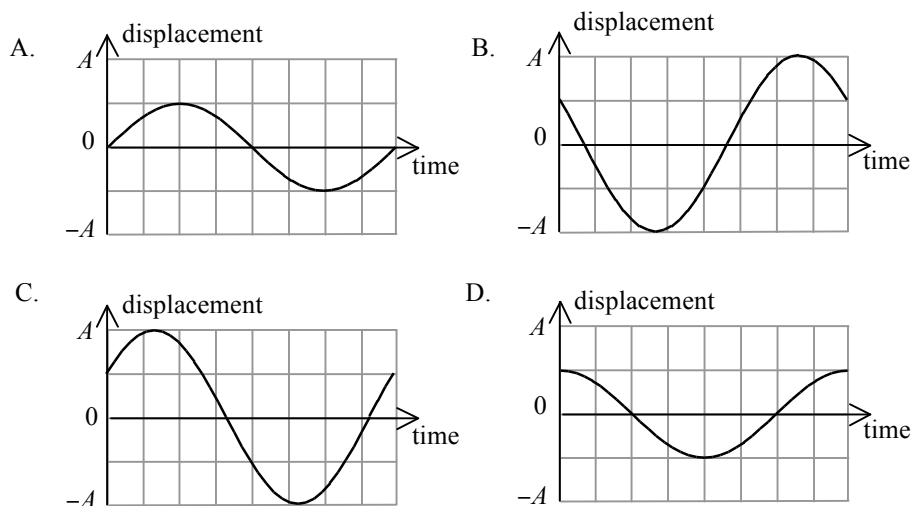 A.
displacement
A
0
−A
time
B.
displacement
A
0
−A
time
C.
displacement
A
0
−A
time
D.
displacement
A
0
−A
time